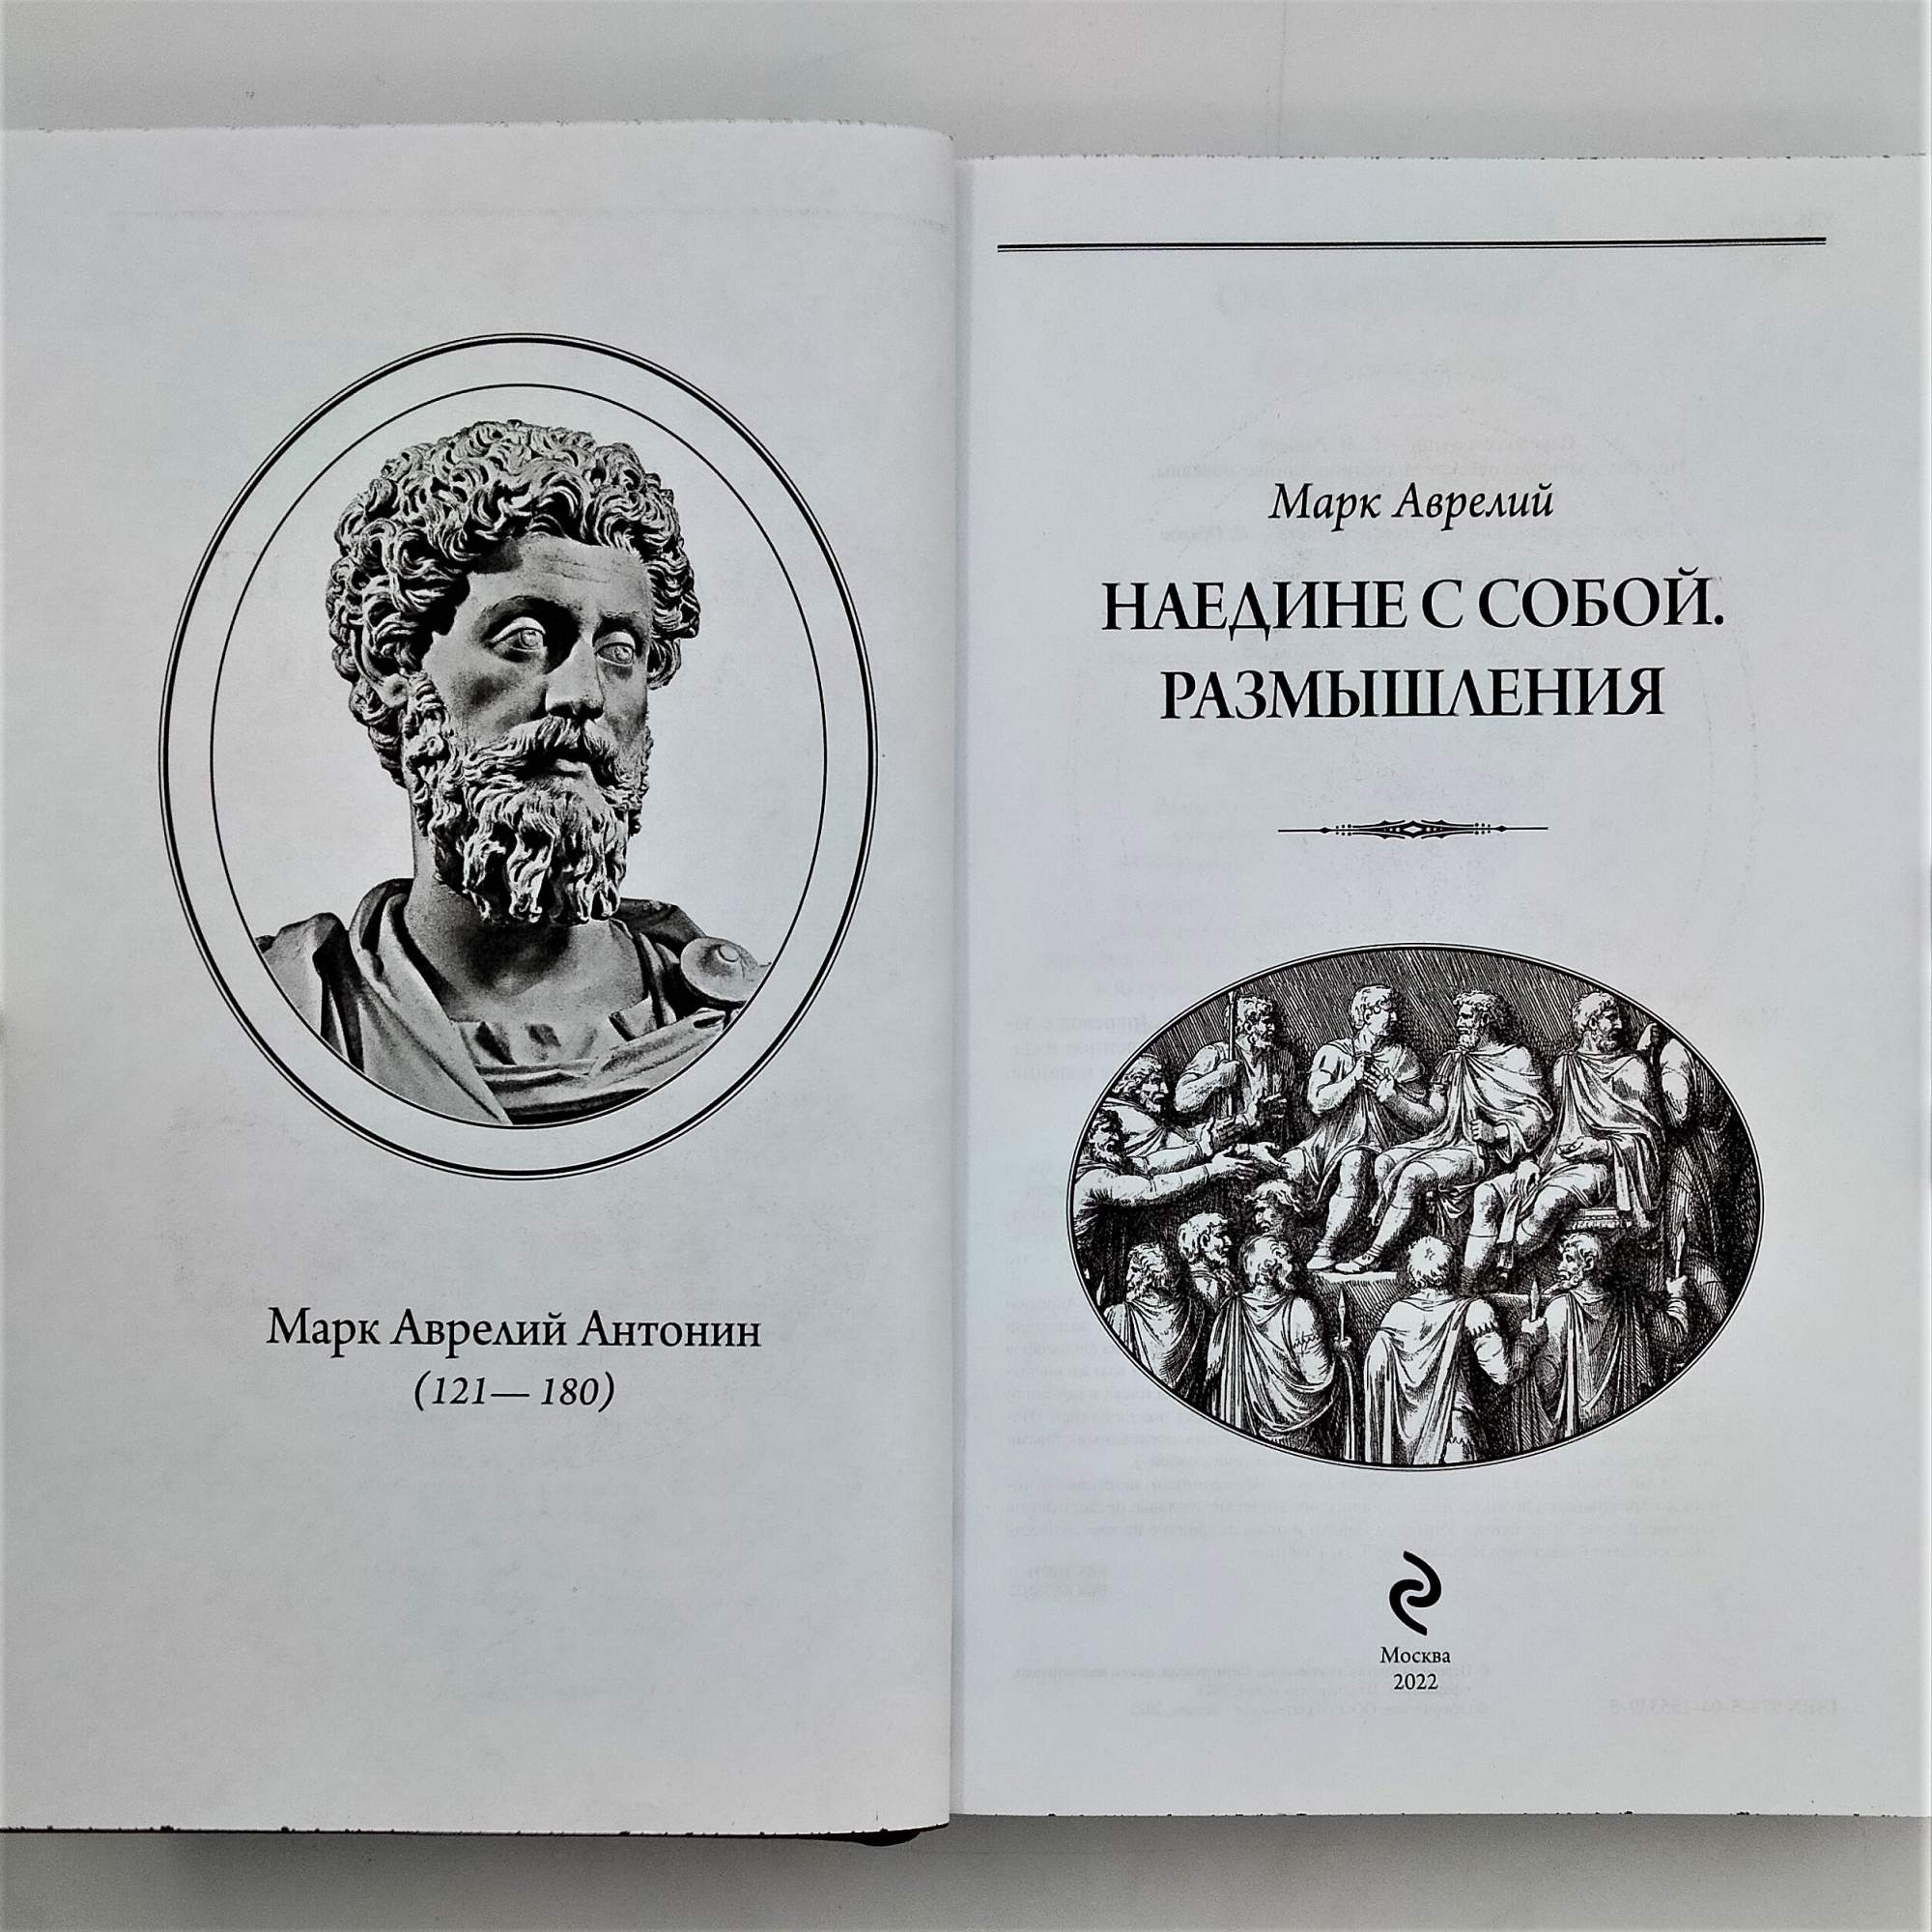 Марк Аврелий Антонин
(121— 180)
Марк Аврелий
НАЕДИНЕ С СОБОЙ.
РАЗМЫШЛЕНИЯ
Москва
2022